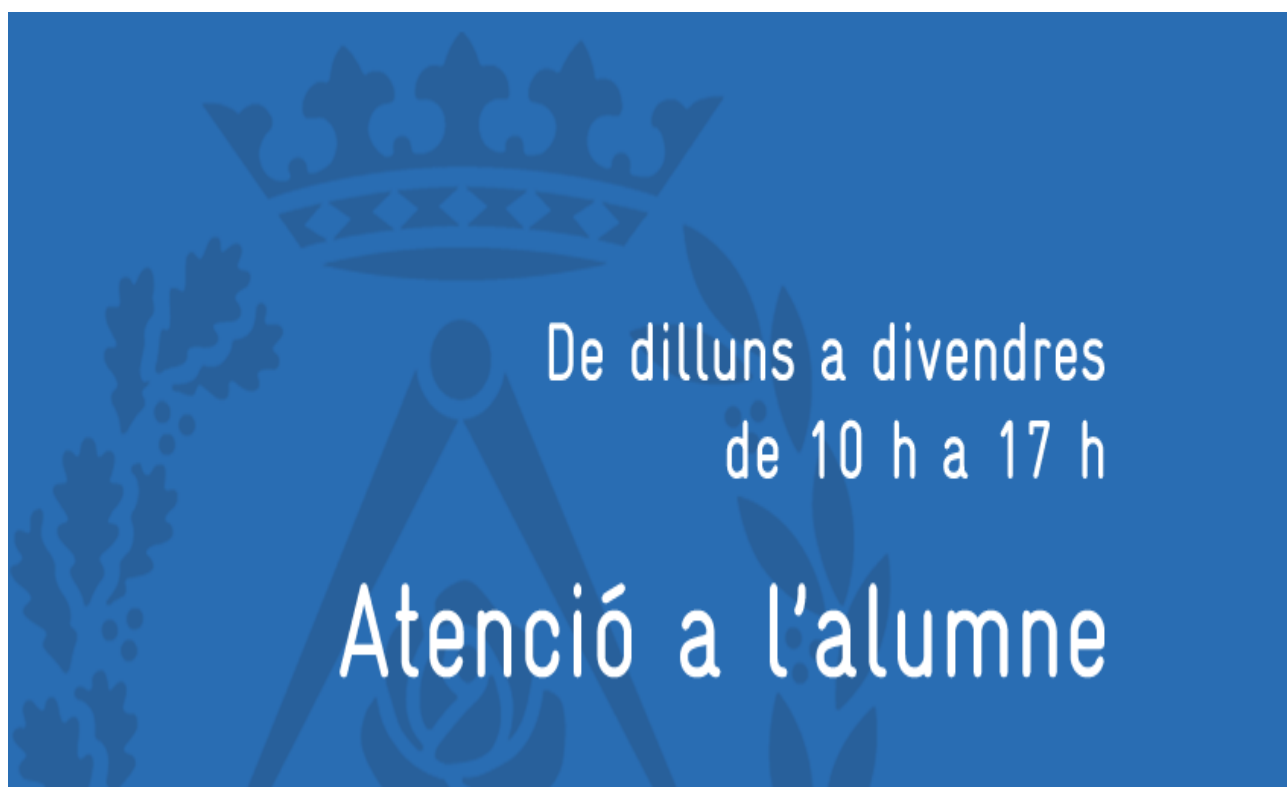 De dilluns a divendres
de 10 h a 17 h
Atenció a l'alumne